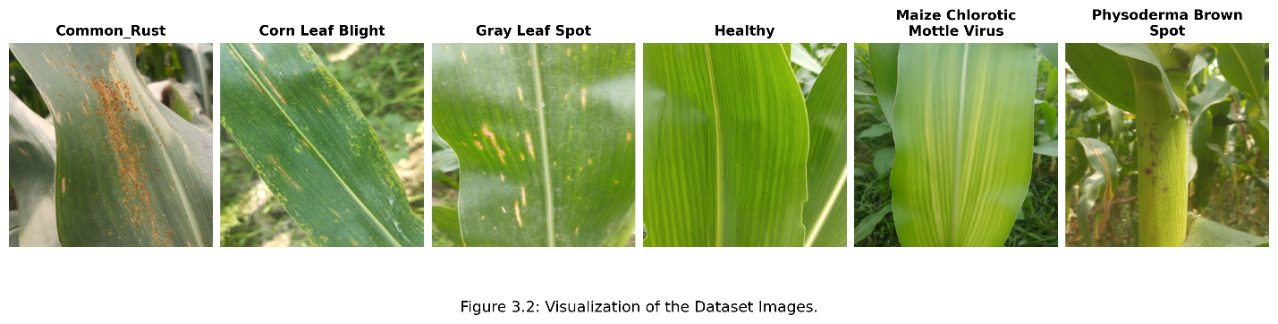 Common_Rust
Corn Leaf Blight
Gray Leaf Spot
Healthy
Maize Chlorotic
Mottle Virus
Physoderma Brown
Spot
Figure 3.2: Visualization of the Dataset Images.